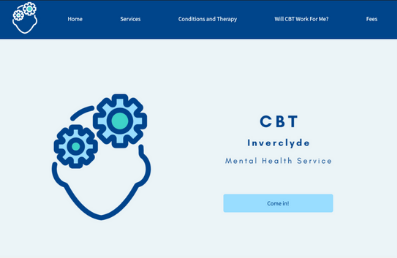 Home Services Conditions and Therapy Will CBT Work For Me? Fees
CBT
Inverclyde
Mental Health Service
Come in!